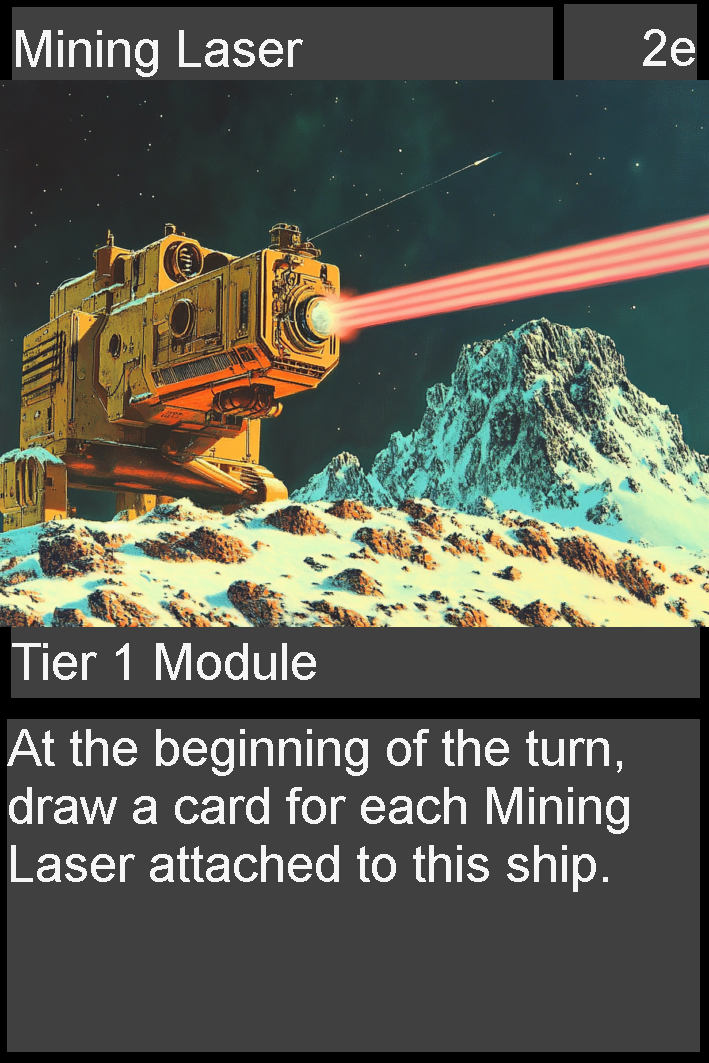 Mining Laser 2e
Tier 1 Module
At the beginning of the turn,
draw a card for each Mining
Laser attached to this ship.